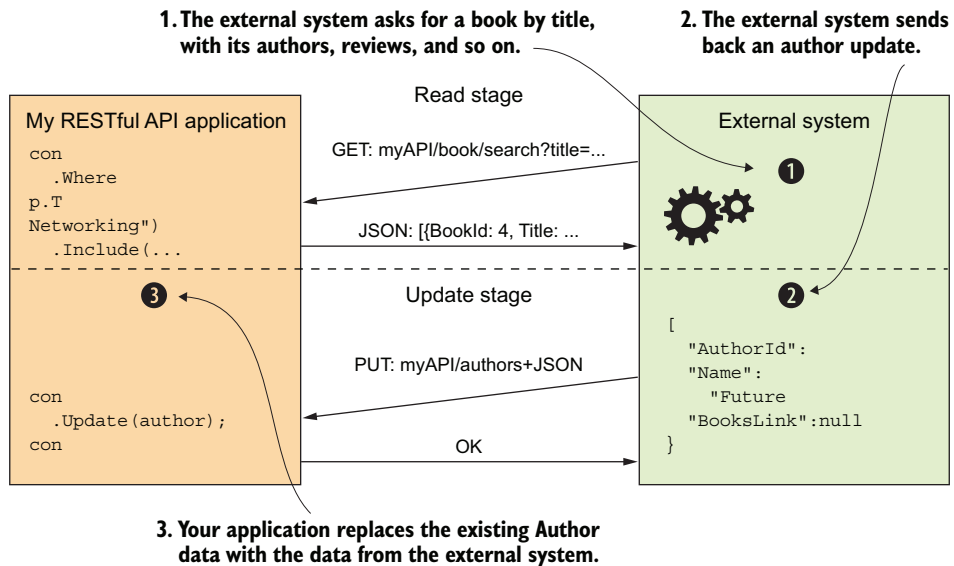 1. The external system asks for a book by title,
with its authors, reviews, and so on.
2. The external system sends
back an author update.
Read stage
My RESTful API application
External system
con
.Where
p.T
Networking")
.Include(...
GET: myAPI/book/search?title=...
JSON: [{BookId: 4, Title: ...
1
Update stage
3
2
PUT: myAPI/authors+JSON
OK
con
.Update(author);
con
[
"AuthorId":
"Name":
"Future
"BooksLink":null
}
3. Your application replaces the existing Author
data with the data from the external system.